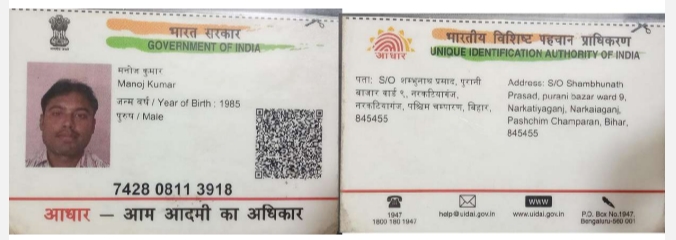 भारत सरकार
GOVERNMENT OF INDIA
मनोज कुमार
Manoj Kumar
जन्म वर्ष / Year of Birth : 1985
पुरुष / Male
7428 0811 3918
आधार – आम आदमी का अधिकार
भारतीय विशिष्ट पहचान प्राधिकरण
UNIQUE IDENTIFICATION AUTHORITY OF INDIA
आधार
पता: S/O शम्भुनाथ प्रसाद, पुरानी
बाजार वार्ड ९, नरकटियागंज,
नरकटियागंज, पश्चिम चम्पारण, बिहार,
845455
Address: S/O Shambhunath
Prasad, purani bazar ward 9,
Narkatiyaganj, Narkaiaganj,
Pashchim Champaran, Bihar,
845455
1947
1800 180 1947
help@uidai.gov.in
WWW
www.uidai.gov.in
P.O. Box No.1947,
Bengaluru-560 001